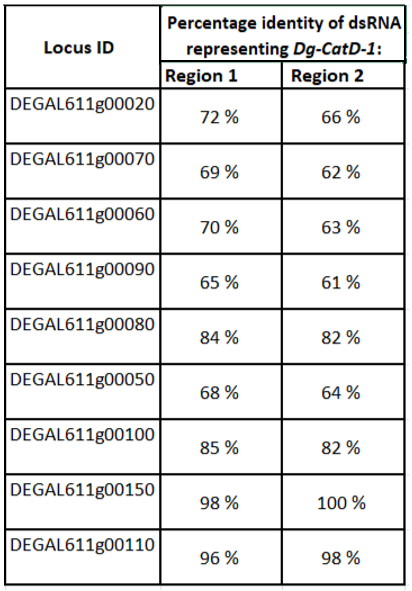 Locus ID
Percentage identity of dsRNA
representing Dg-CatD-1:
Region 1 Region 2
DEGAL611g00020 72 % 66 %
DEGAL611g00070 69 % 62 %
DEGAL611g00060 70 % 63 %
DEGAL611g00090 65 % 61 %
DEGAL611g00080 84 % 82 %
DEGAL611g00050 68 % 64 %
DEGAL611g00100 85 % 82 %
DEGAL611g00150 98 % 100 %
DEGAL611g00110 96 % 98 %